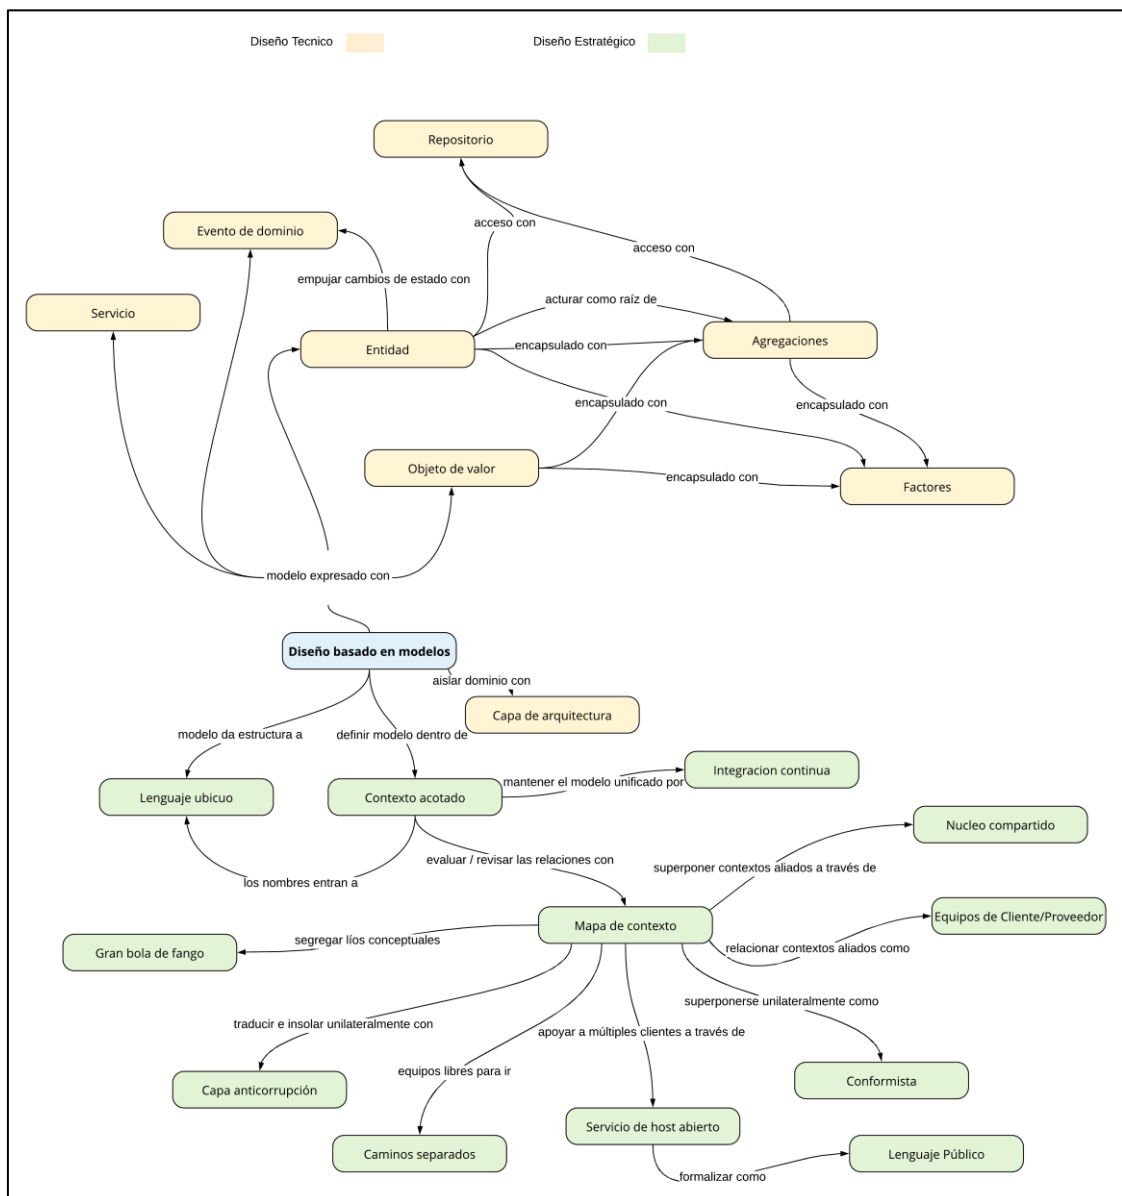 Diseño Tecnico
Diseño Estratégico
Repositorio
Evento de dominio
acceso con
acceso con
empujar cambios de estado con
Servicio
acturar como raíz de
Entidad
encapsulado con
Agregaciones
encapsulado con
encapsulado con
Objeto de valor
encapsulado con
Factores
modelo expresado con
Diseño basado en modelos
aislar dominio con
Capa de arquitectura
modelo da estructura a
definir modelo dentro de
Integracion continua
mantener el modelo unificado por
Lenguaje ubicuo
Contexto acotado
Nucleo compartido
evaluar / revisar las relaciones con
superponer contextos aliados a través de
los nombres entran a
Mapa de contexto
Equipos de Cliente/Proveedor
segregar líos conceptuales
Gran bola de fango
relacionar contextos aliados como
superponerse unilateralmente como
traducir e insolar unilateralmente con
apoyar a múltiples clientes a través de
equipos libres para ir
Capa anticorrupción
Conformista
Servicio de host abierto
Caminos separados
Lenguaje Público
formalizar como